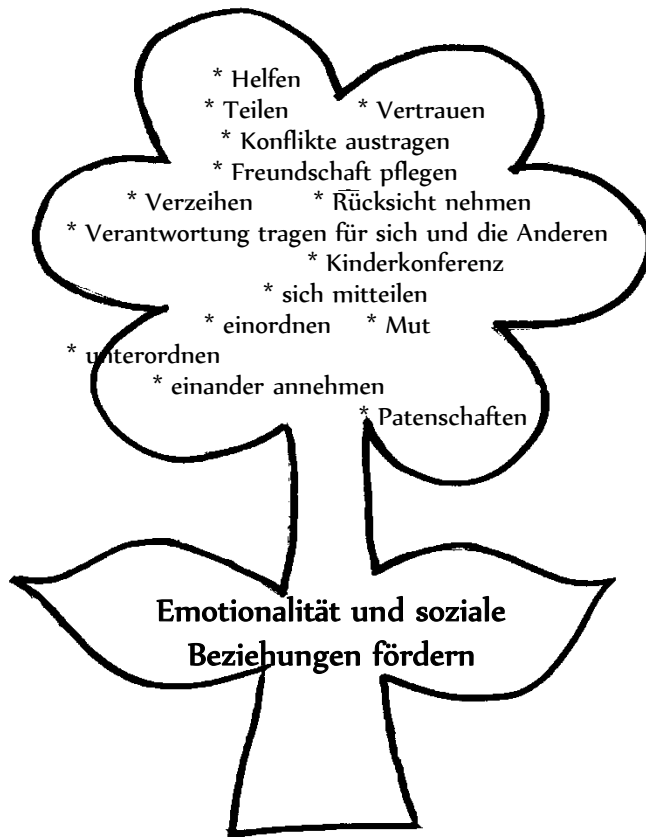 * Helfen
* Teilen * Vertrauen
* Konflikte austragen
* Freundschaft pflegen
* Verzeihen * Rücksicht nehmen
* Verantwortung tragen für sich und die Anderen
* Kinderkonferenz
* sich mitteilen
* einordnen * Mut
* unterordnen
* einander annehmen
* Patenschaften
Emotionalität und soziale
Beziehungen fördern